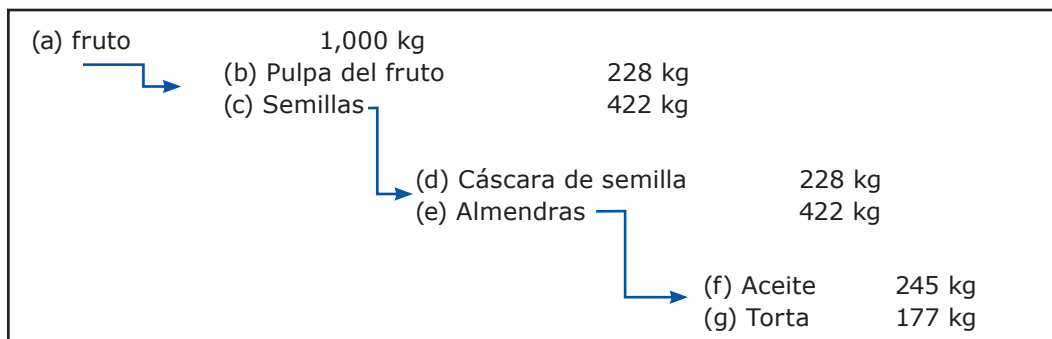 (a) fruto 1,000 kg
(b) Pulpa del fruto 228 kg
(c) Semillas 422 kg
(d) Cáscara de semilla 228 kg
(e) Almendras 422 kg
(f) Aceite 245 kg
(g) Torta 177 kg